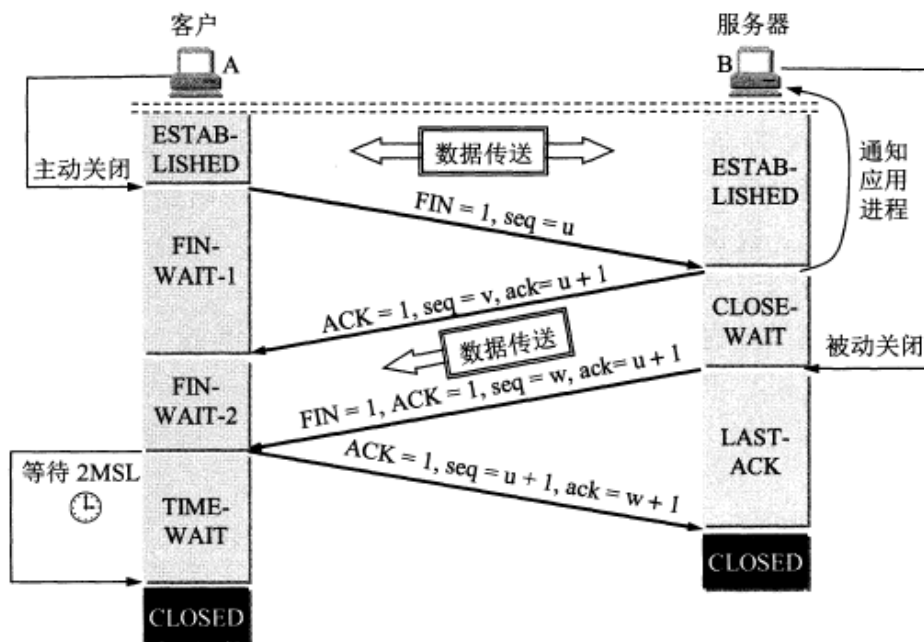 客户
服务器
A
B
ESTAB-
LISHED
数据传送
主动关闭
ESTAB-
LISHED
通知
应用
进程
FIN = 1, seq = u
FIN-
WAIT-1
ACK = 1, seq = v, ack= u + 1
CLOSE-
WAIT
数据传送
被动关闭
FIN-
WAIT-2
FIN = 1, ACK = 1, seq = w, ack= u + 1
LAST-
ACK
等待 2MSL
ACK = 1, seq = u + 1, ack = w + 1
TIME-
WAIT
CLOSED
CLOSED